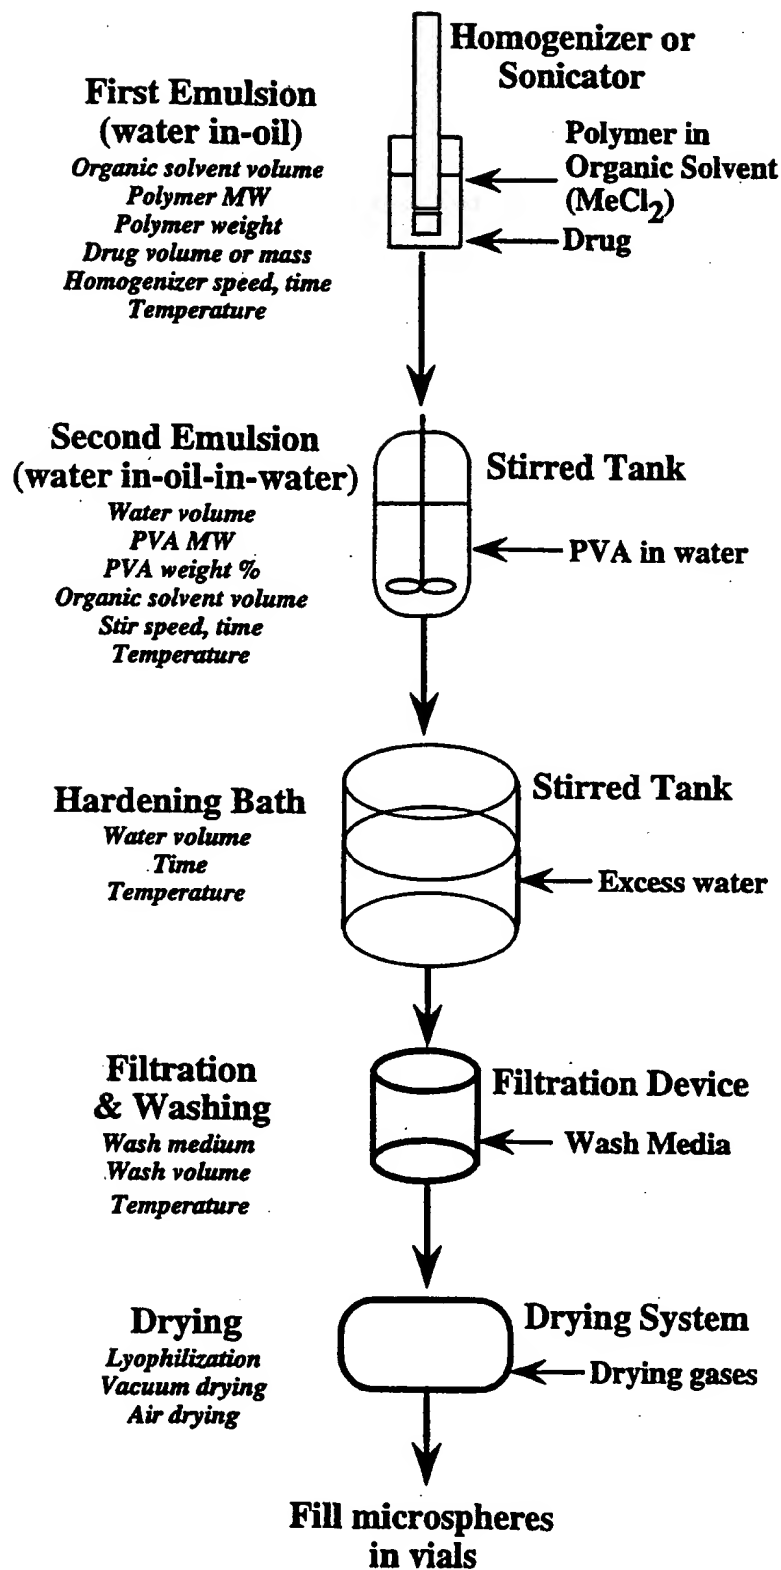 Homogenizer or
Sonicator
First Emulsion
(water in-oil)
Organic solvent volume
Polymer MW
Polymer weight
Drug volume or mass
Homogenizer speed, time
Temperature
Polymer in
Organic Solvent
(MeCl2)
Drug
Second Emulsion
(water in-oil-in-water)
Water volume
PVA MW
PVA weight %
Organic solvent volume
Stir speed, time
Temperature
Stirred Tank
PVA in water
Hardening Bath
Water volume
Time
Temperature
Stirred Tank
Excess water
Filtration
& Washing
Wash medium
Wash volume
Temperature
Filtration Device
Wash Media
Drying
Lyophilization
Vacuum drying
Air drying
Drying System
Drying gases
Fill microspheres
in vials